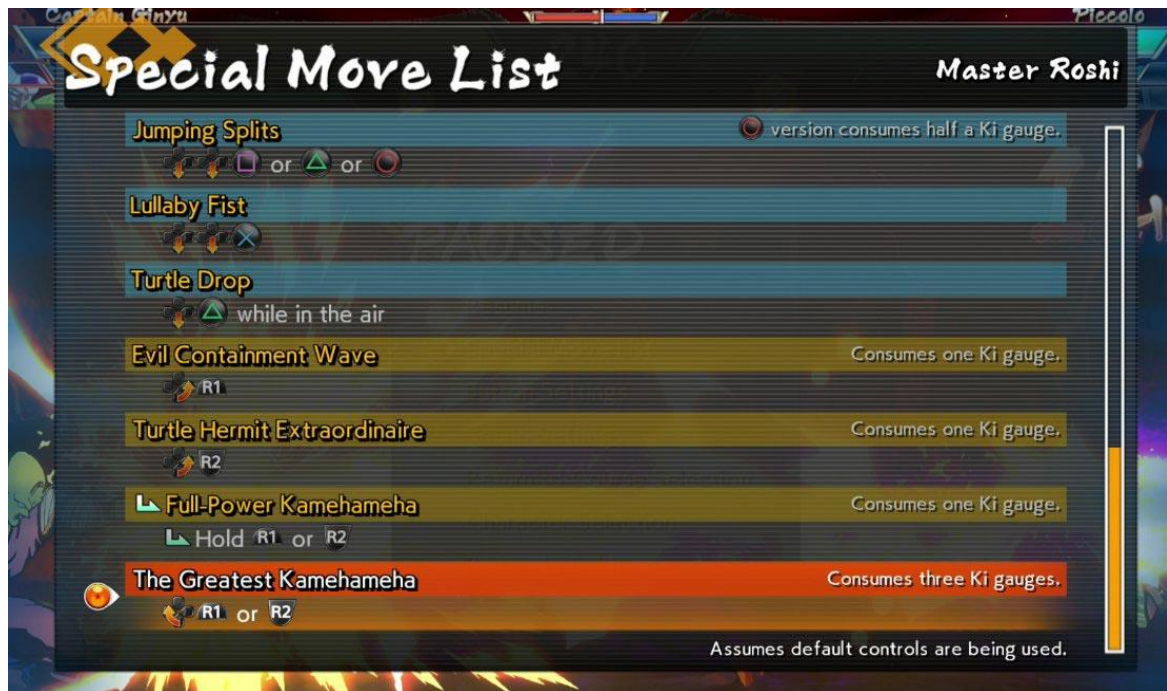 Captain Ginyu
Piccolo
Special Move List
Master Roshi
Jumping Splits
version consumes half a Ki gauge.
or or
Lullaby Fist
PAUSED
Turtle Drop
while in the air
Evil Containment Wave
Consumes one Ki gauge.
R1
Turtle Hermit Extraordinaire
Consumes one Ki gauge.
R2
Full-Power Kamehameha
Consumes one Ki gauge.
Hold R1 or R2
The Greatest Kamehameha
Consumes three Ki gauges.
R1 or R2
Assumes default controls are being used.